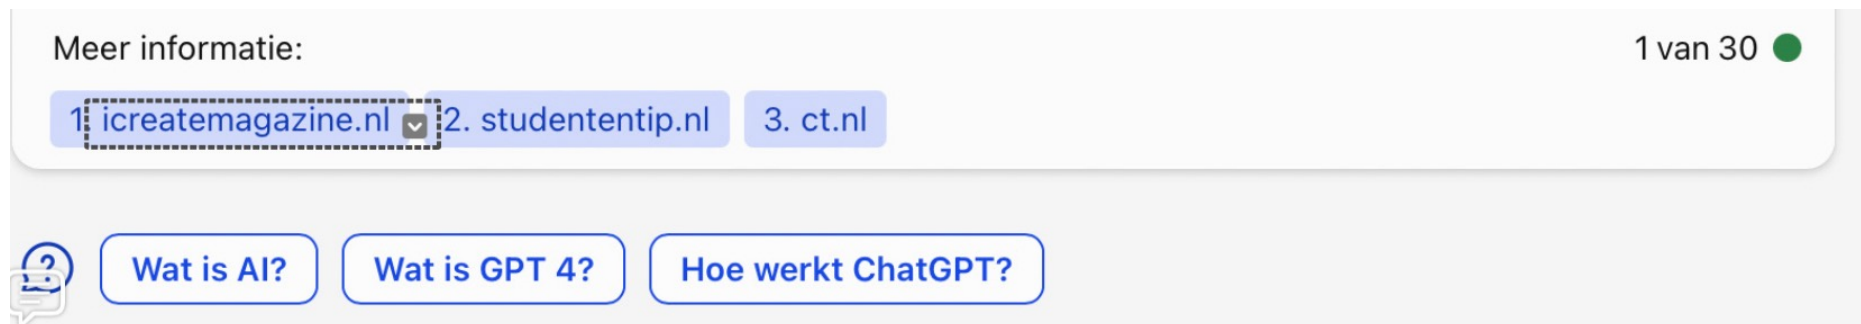 Meer informatie:
1 van 30
1. icreatemagazine.nl 2. studententip.nl 3. ct.nl
Wat is AI? Wat is GPT 4? Hoe werkt ChatGPT?